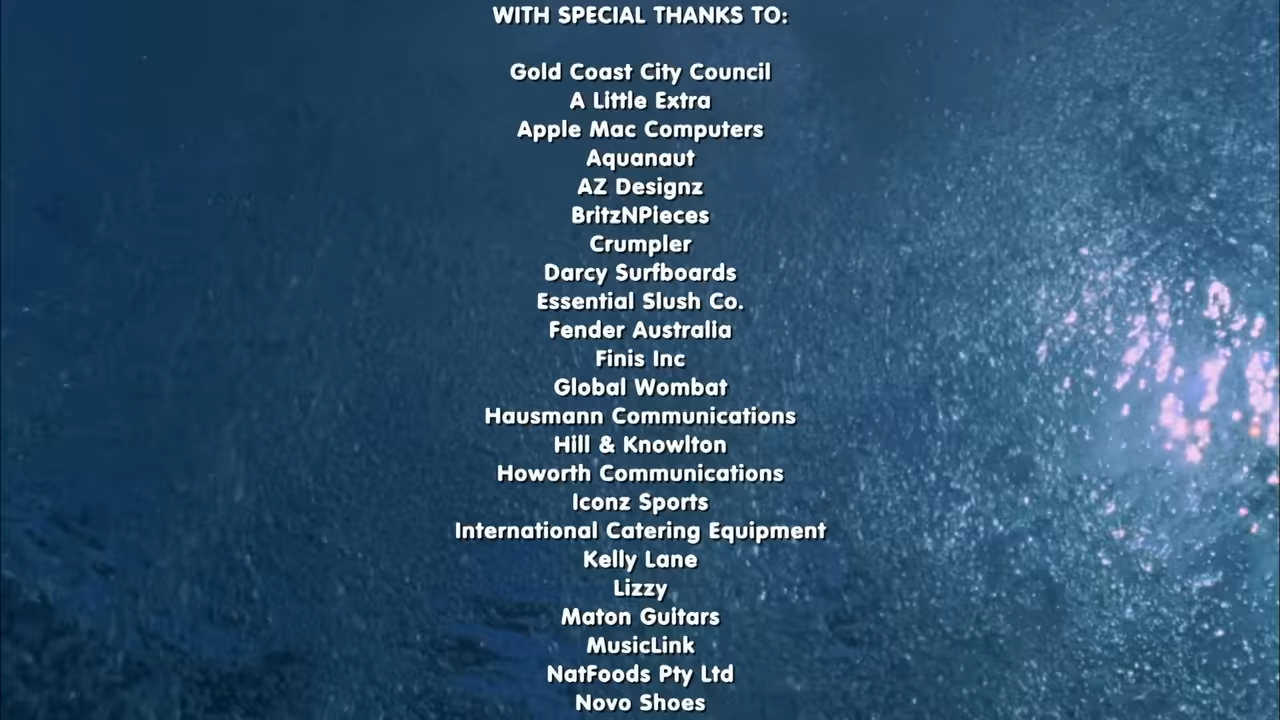 WITH SPECIAL THANKS TO:
Gold Coast City Council
A Little Extra
Apple Mac Computers
Aquanaut
AZ Designz
BritzNPieces
Crumpler
Darcy Surfboards
Essential Slush Co.
Fender Australia
Finis Inc
Global Wombat
Hausmann Communications
Hill & Knowlton
Howorth Communications
Iconz Sports
International Catering Equipment
Kelly Lane
Lizzy
Maton Guitars
MusicLink
NatFoods Pty Ltd
Novo Shoes